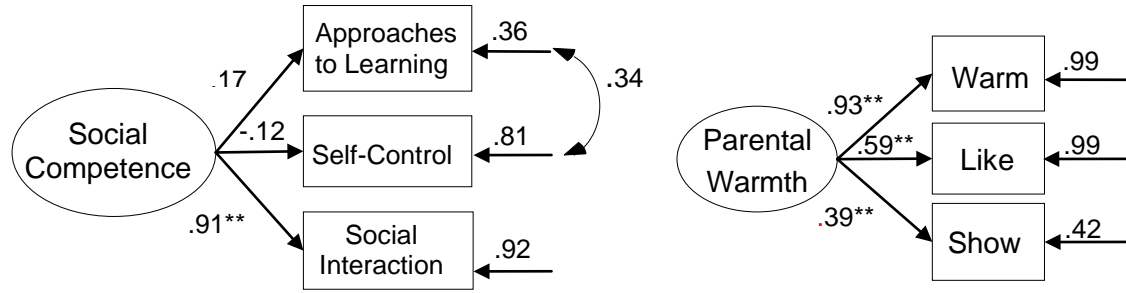 Approaches
to Learning
.36
.17
.34
Social
Competence
-.12
Self-Control
.81
.91**
Social
Interaction
.92
Warm
.99
.93**
Parental
Warmth
.59**
Like
.99
.39**
Show
.42